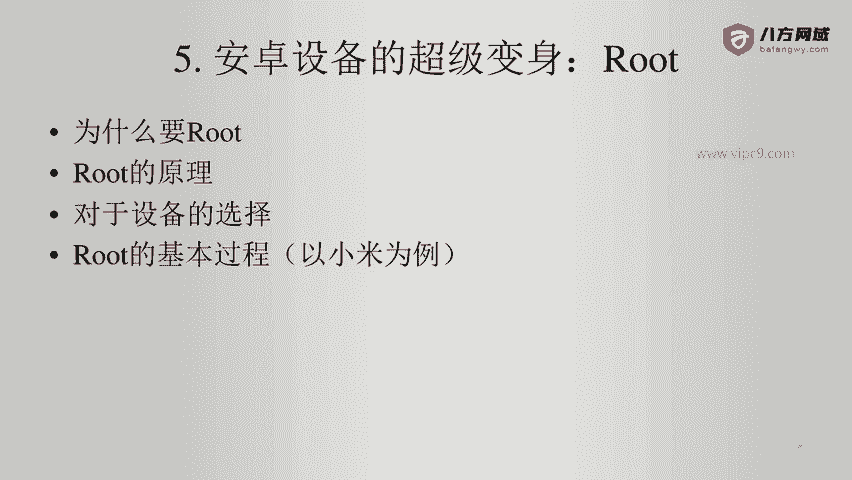 八方网域
bafangwy.com
5. 安卓设备的超级变身：Root
• 为什么要Root
www.vipc9.com
• Root的原理
• 对于设备的选择
• Root的基本过程（以小米为例）